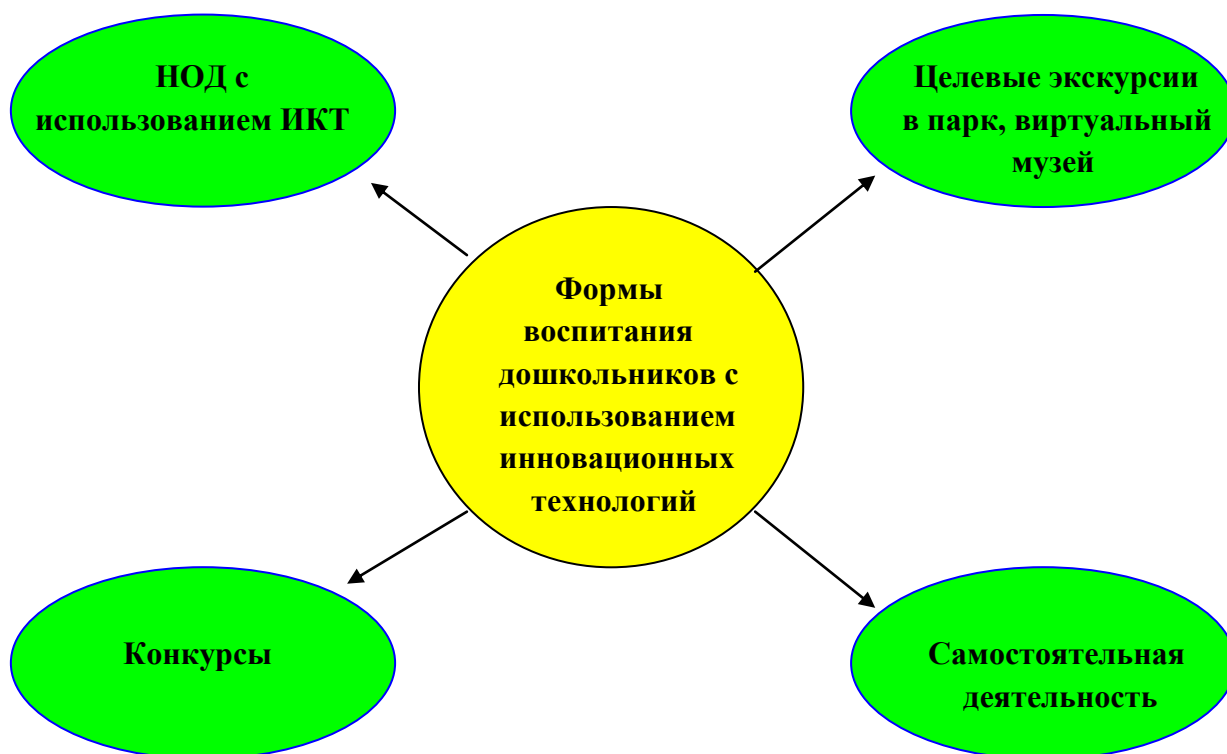 НОД с
использованием ИКТ
Целевые экскурсии
в парк, виртуальный
музей
Формы
воспитания
дошкольников с
использованием
инновационных
технологий
Конкурсы
Самостоятельная
деятельность